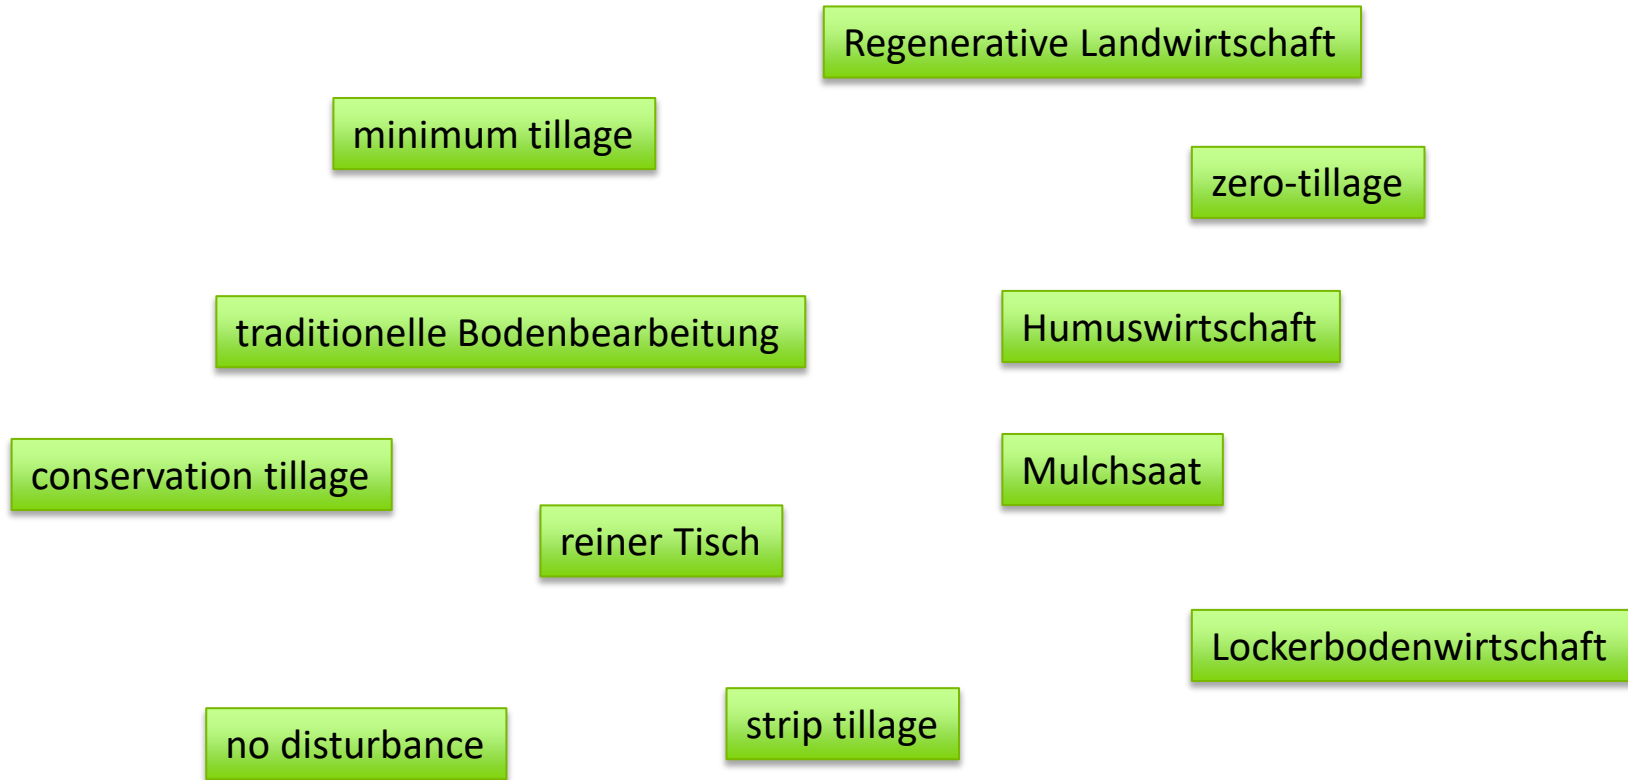 Regenerative Landwirtschaft
minimum tillage
zero-tillage
traditionelle Bodenbearbeitung
Humuswirtschaft
conservation tillage
Mulchsaat
reiner Tisch
Lockerbodenwirtschaft
no disturbance
strip tillage